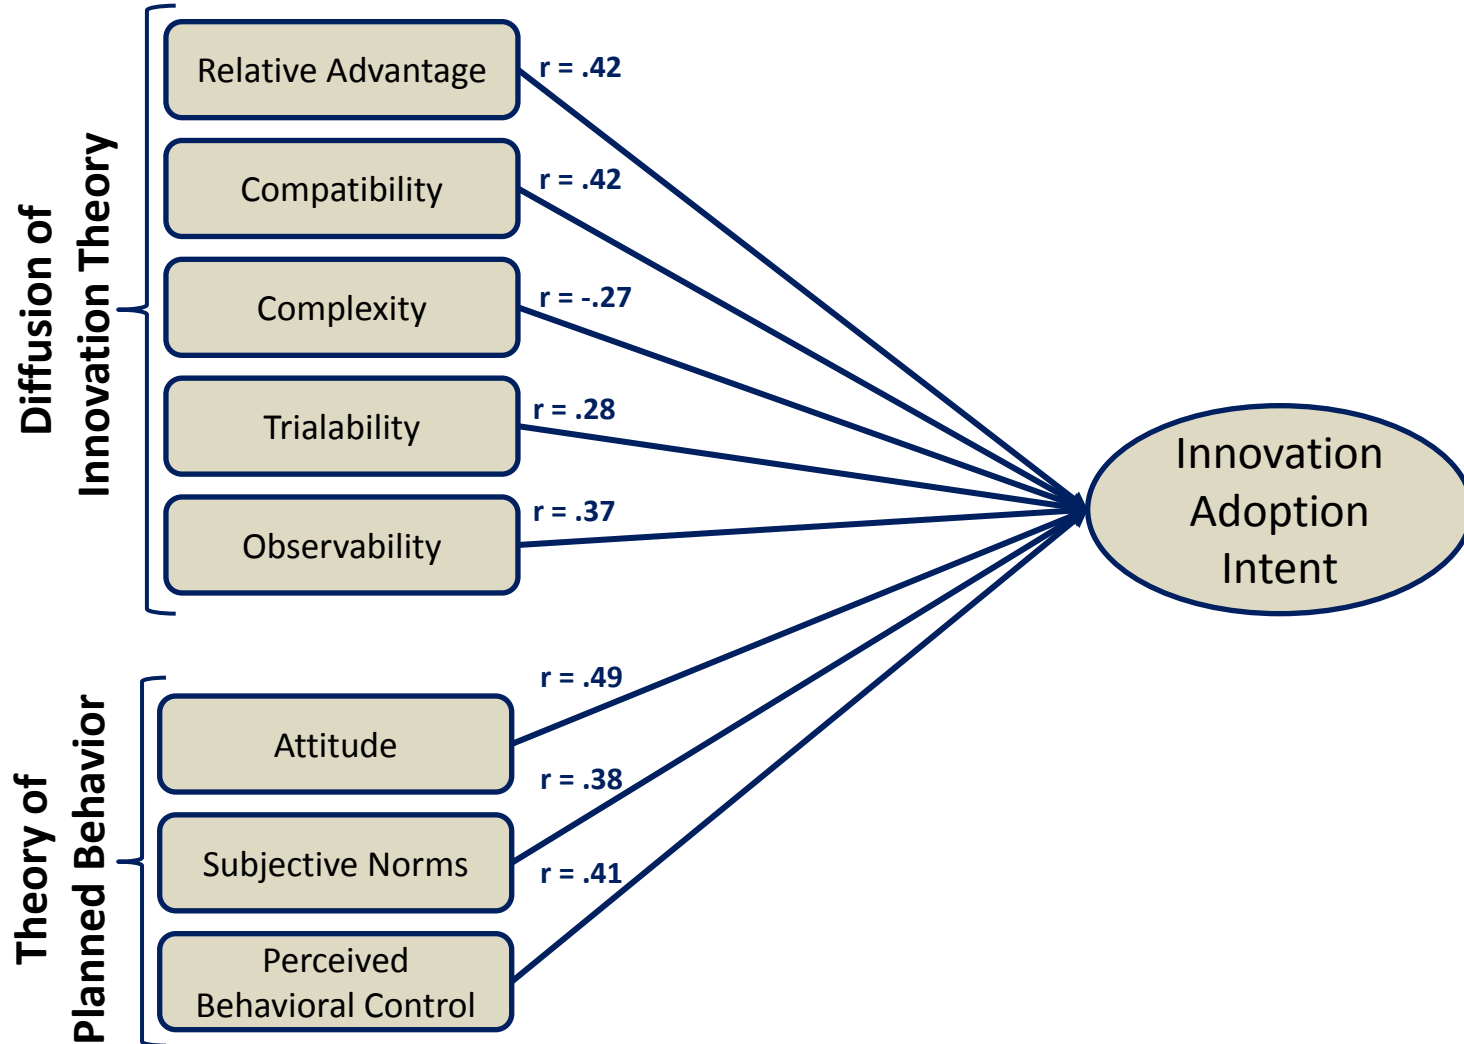 Diffusion of
Innovation Theory
Relative Advantage
r = .42
Compatibility
r = .42
Complexity
r = -.27
Trialability
r = .28
Observability
r = .37
Innovation
Adoption
Intent
Theory of
Planned Behavior
Attitude
r = .49
Subjective Norms
r = .38
Perceived
Behavioral Control
r = .41